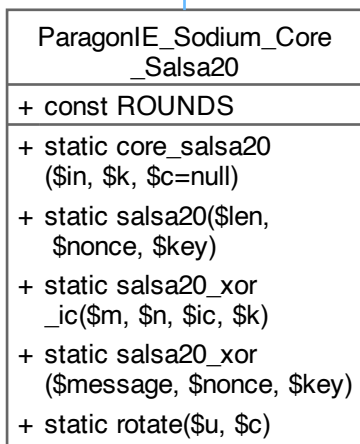 ParagonIE_Sodium_Core
_Salsa20
+ const ROUNDS
+ static core_salsa20
($in, $k, $c=null)
+ static salsa20($len,
$nonce, $key)
+ static salsa20_xor
_ic($m, $n, $ic, $k)
+ static salsa20_xor
($message, $nonce, $key)
+ static rotate($u, $c)